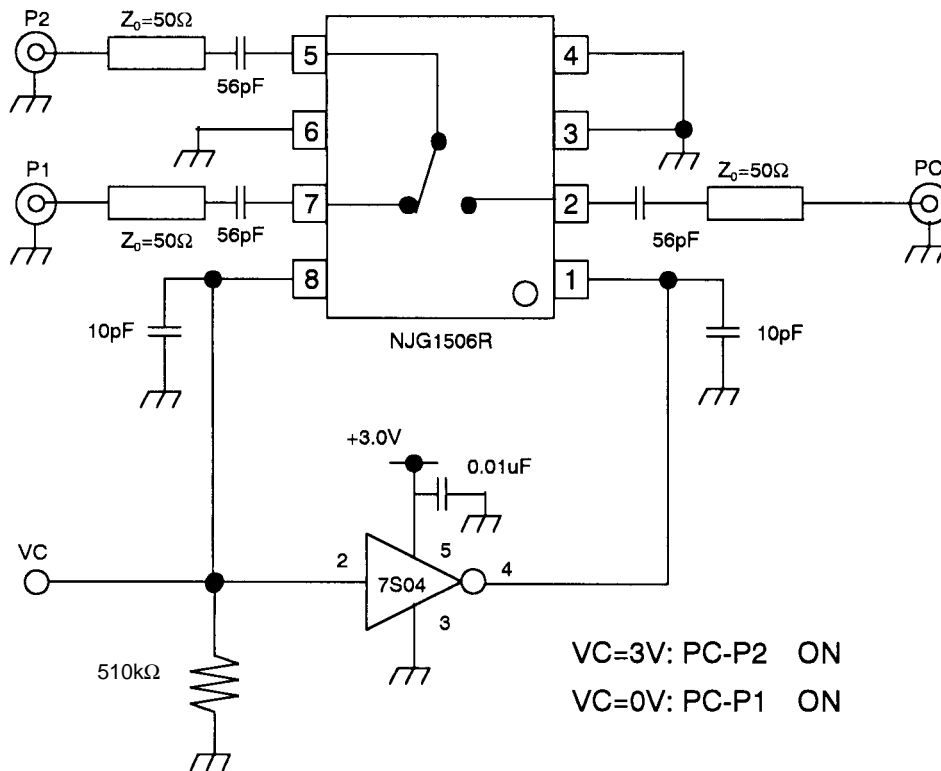 P2
Z₀=50Ω
56pF
5
4
6
3
P1
Z₀=50Ω
56pF
7
2
56pF
Z₀=50Ω
PC
8
1
10pF
10pF
NJG1506R
+3.0V
0.01uF
VC
2
7S04
5
4
3
510kΩ
VC=3V: PC-P2 ON
VC=0V: PC-P1 ON